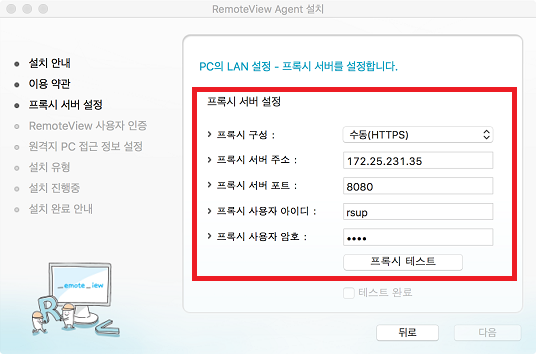 RemoteView Agent 설치
설치 안내
이용 약관
프록시 서버 설정
RemoteView 사용자 인증
원격지 PC 접근 정보 설정
설치 유형
설치 진행중
설치 완료 안내
_emote _iew
R
PC의 LAN 설정 - 프록시 서버를 설정합니다.
프록시 서버 설정
프록시 구성 : 수동(HTTPS)
프록시 서버 주소 : 172.25.231.35
프록시 서버 포트 : 8080
프록시 사용자 아이디 : rsup
프록시 사용자 암호 : ••••
프록시 테스트
테스트 완료
뒤로 다음